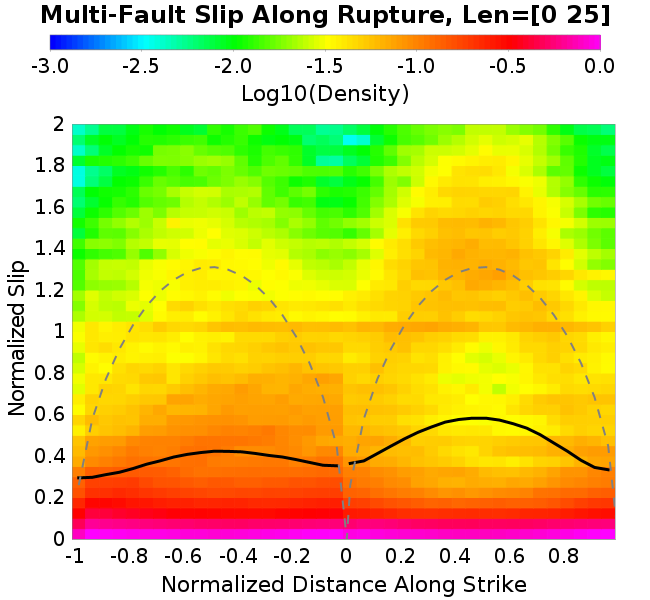 Multi-Fault Slip Along Rupture, Len=[0 25]
-3.0 -2.5 -2.0 -1.5 -1.0 -0.5 0.0
Log10(Density)
2
1.8
1.6
1.4
1.2
1
0.8
0.6
0.4
0.2
0
Normalized Slip
-1 -0.8 -0.6 -0.4 -0.2 0 0.2 0.4 0.6 0.8
Normalized Distance Along Strike